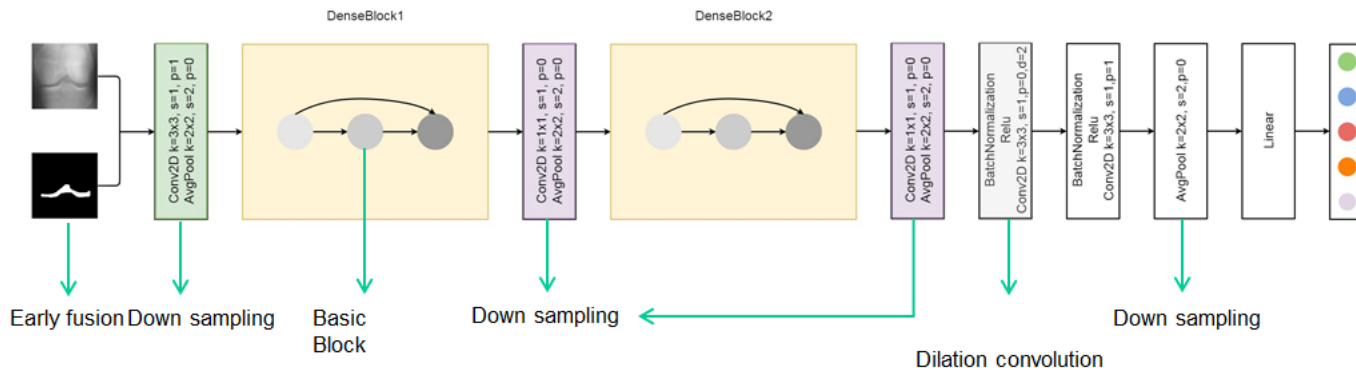 DenseBlock1
DenseBlock2
Conv2D k=3x3, s=1, p=1
AvgPool k=2x2, s=2, p=0
Conv2D k=1x1, s=1, p=0
AvgPool k=2x2, s=2, p=0
Conv2D k=1x1, s=1, p=0
AvgPool k=2x2, s=2, p=0
BatchNormalization
Relu
Conv2D k=3x3, s=1,p=0,d=2
BatchNormalization
Relu
Conv2D k=3x3, s=1,p=1
AvgPool k=2x2, s=2,p=0
Linear
Early fusion
Down sampling
Basic
Block
Down sampling
Dilation convolution
Down sampling